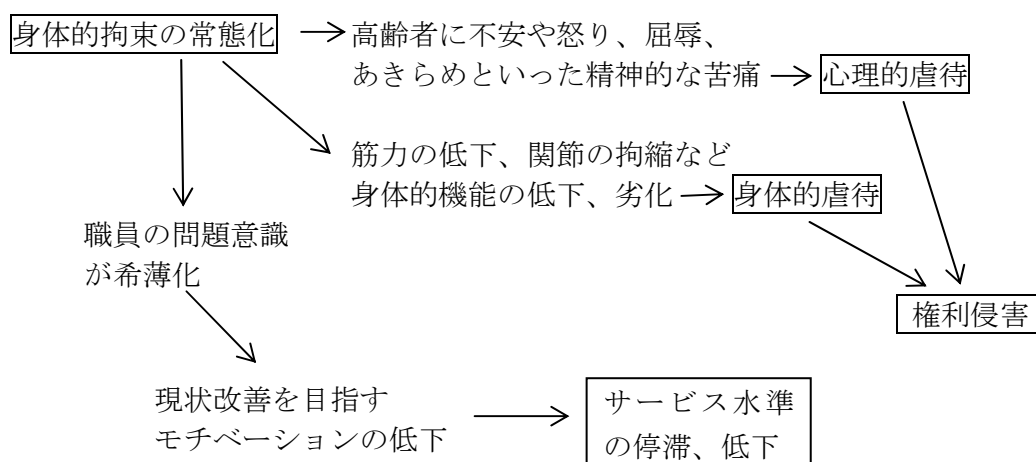 身体的拘束の常態化
高齢者に不安や怒り、屈辱、
あきらめといった精神的な苦痛
心理的虐待
筋力の低下、関節の拘縮など
身体的機能の低下、劣化
身体的虐待
職員の問題意識
が希薄化
権利侵害
現状改善を目指す
モチベーションの低下
サービス水準
の停滞、低下